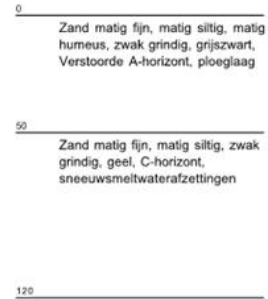 0
Zand matig fijn, matig siltig, matig
humeus, zwak grindig, grijszwart,
Verstoorde A-horizont, ploeglaag
50
Zand matig fijn, matig siltig, zwak
grindig, geel, C-horizont,
sneeuwsmeltwaterafzettingen
120